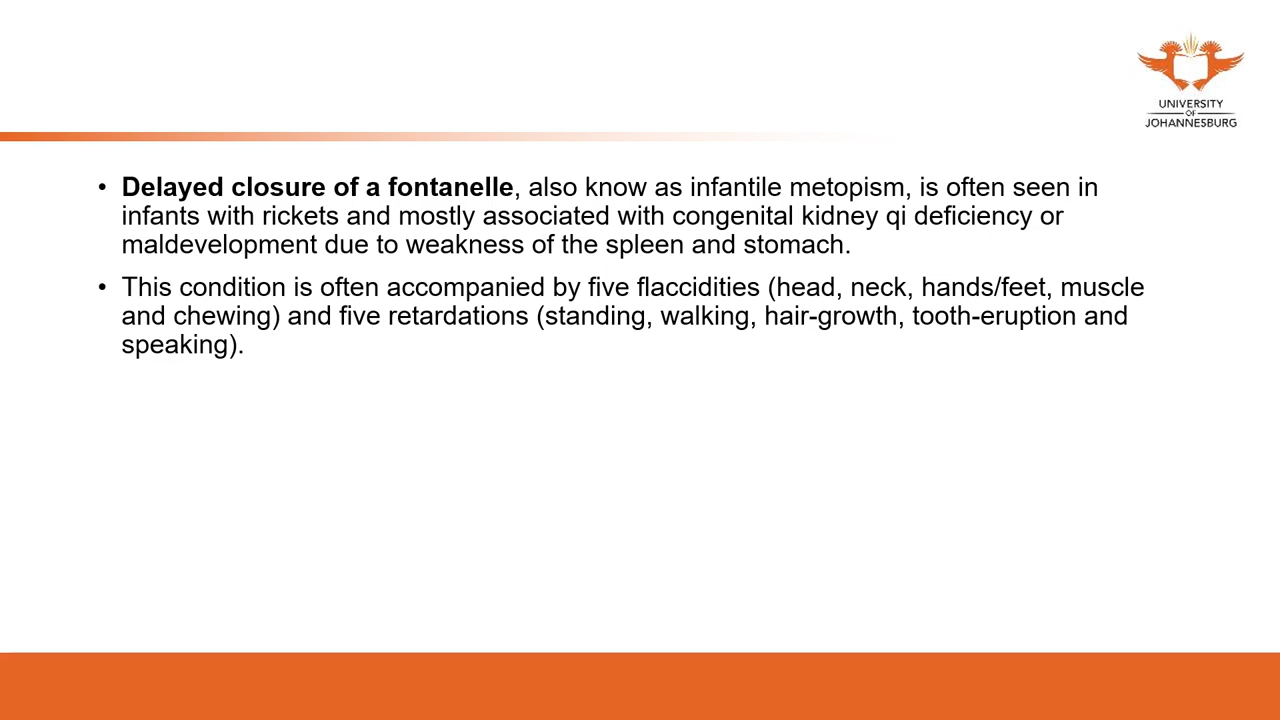 UNIVERSITY
OF
JOHANNESBURG
• Delayed closure of a fontanelle, also know as infantile metopism, is often seen in
infants with rickets and mostly associated with congenital kidney qi deficiency or
maldevelopment due to weakness of the spleen and stomach.
• This condition is often accompanied by five flaccidities (head, neck, hands/feet, muscle
and chewing) and five retardations (standing, walking, hair-growth, tooth-eruption and
speaking).